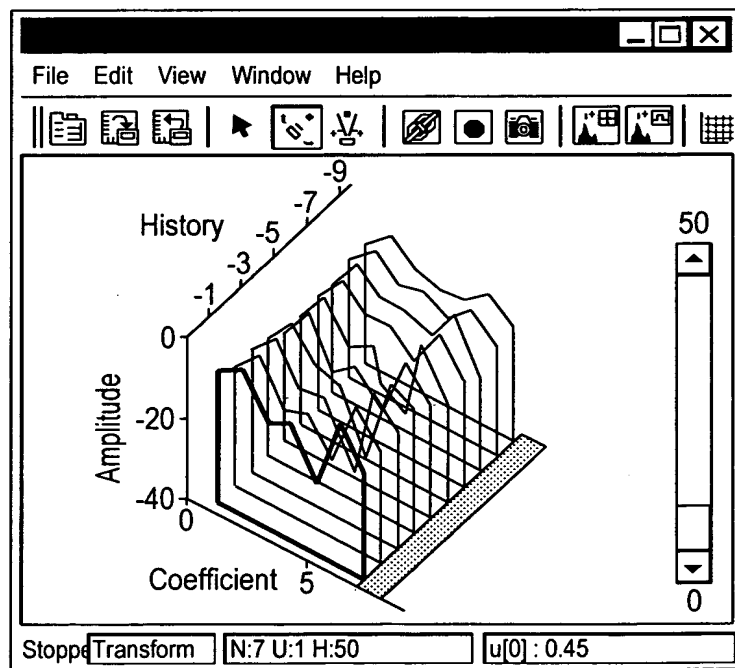 File Edit View Window Help
50
-9
-7
-5
-3
-1
History
0
-20
-40
Amplitude
0
5
Coefficient
0
Stoppe Transform N:7 U:1 H:50 u[0] : 0.45